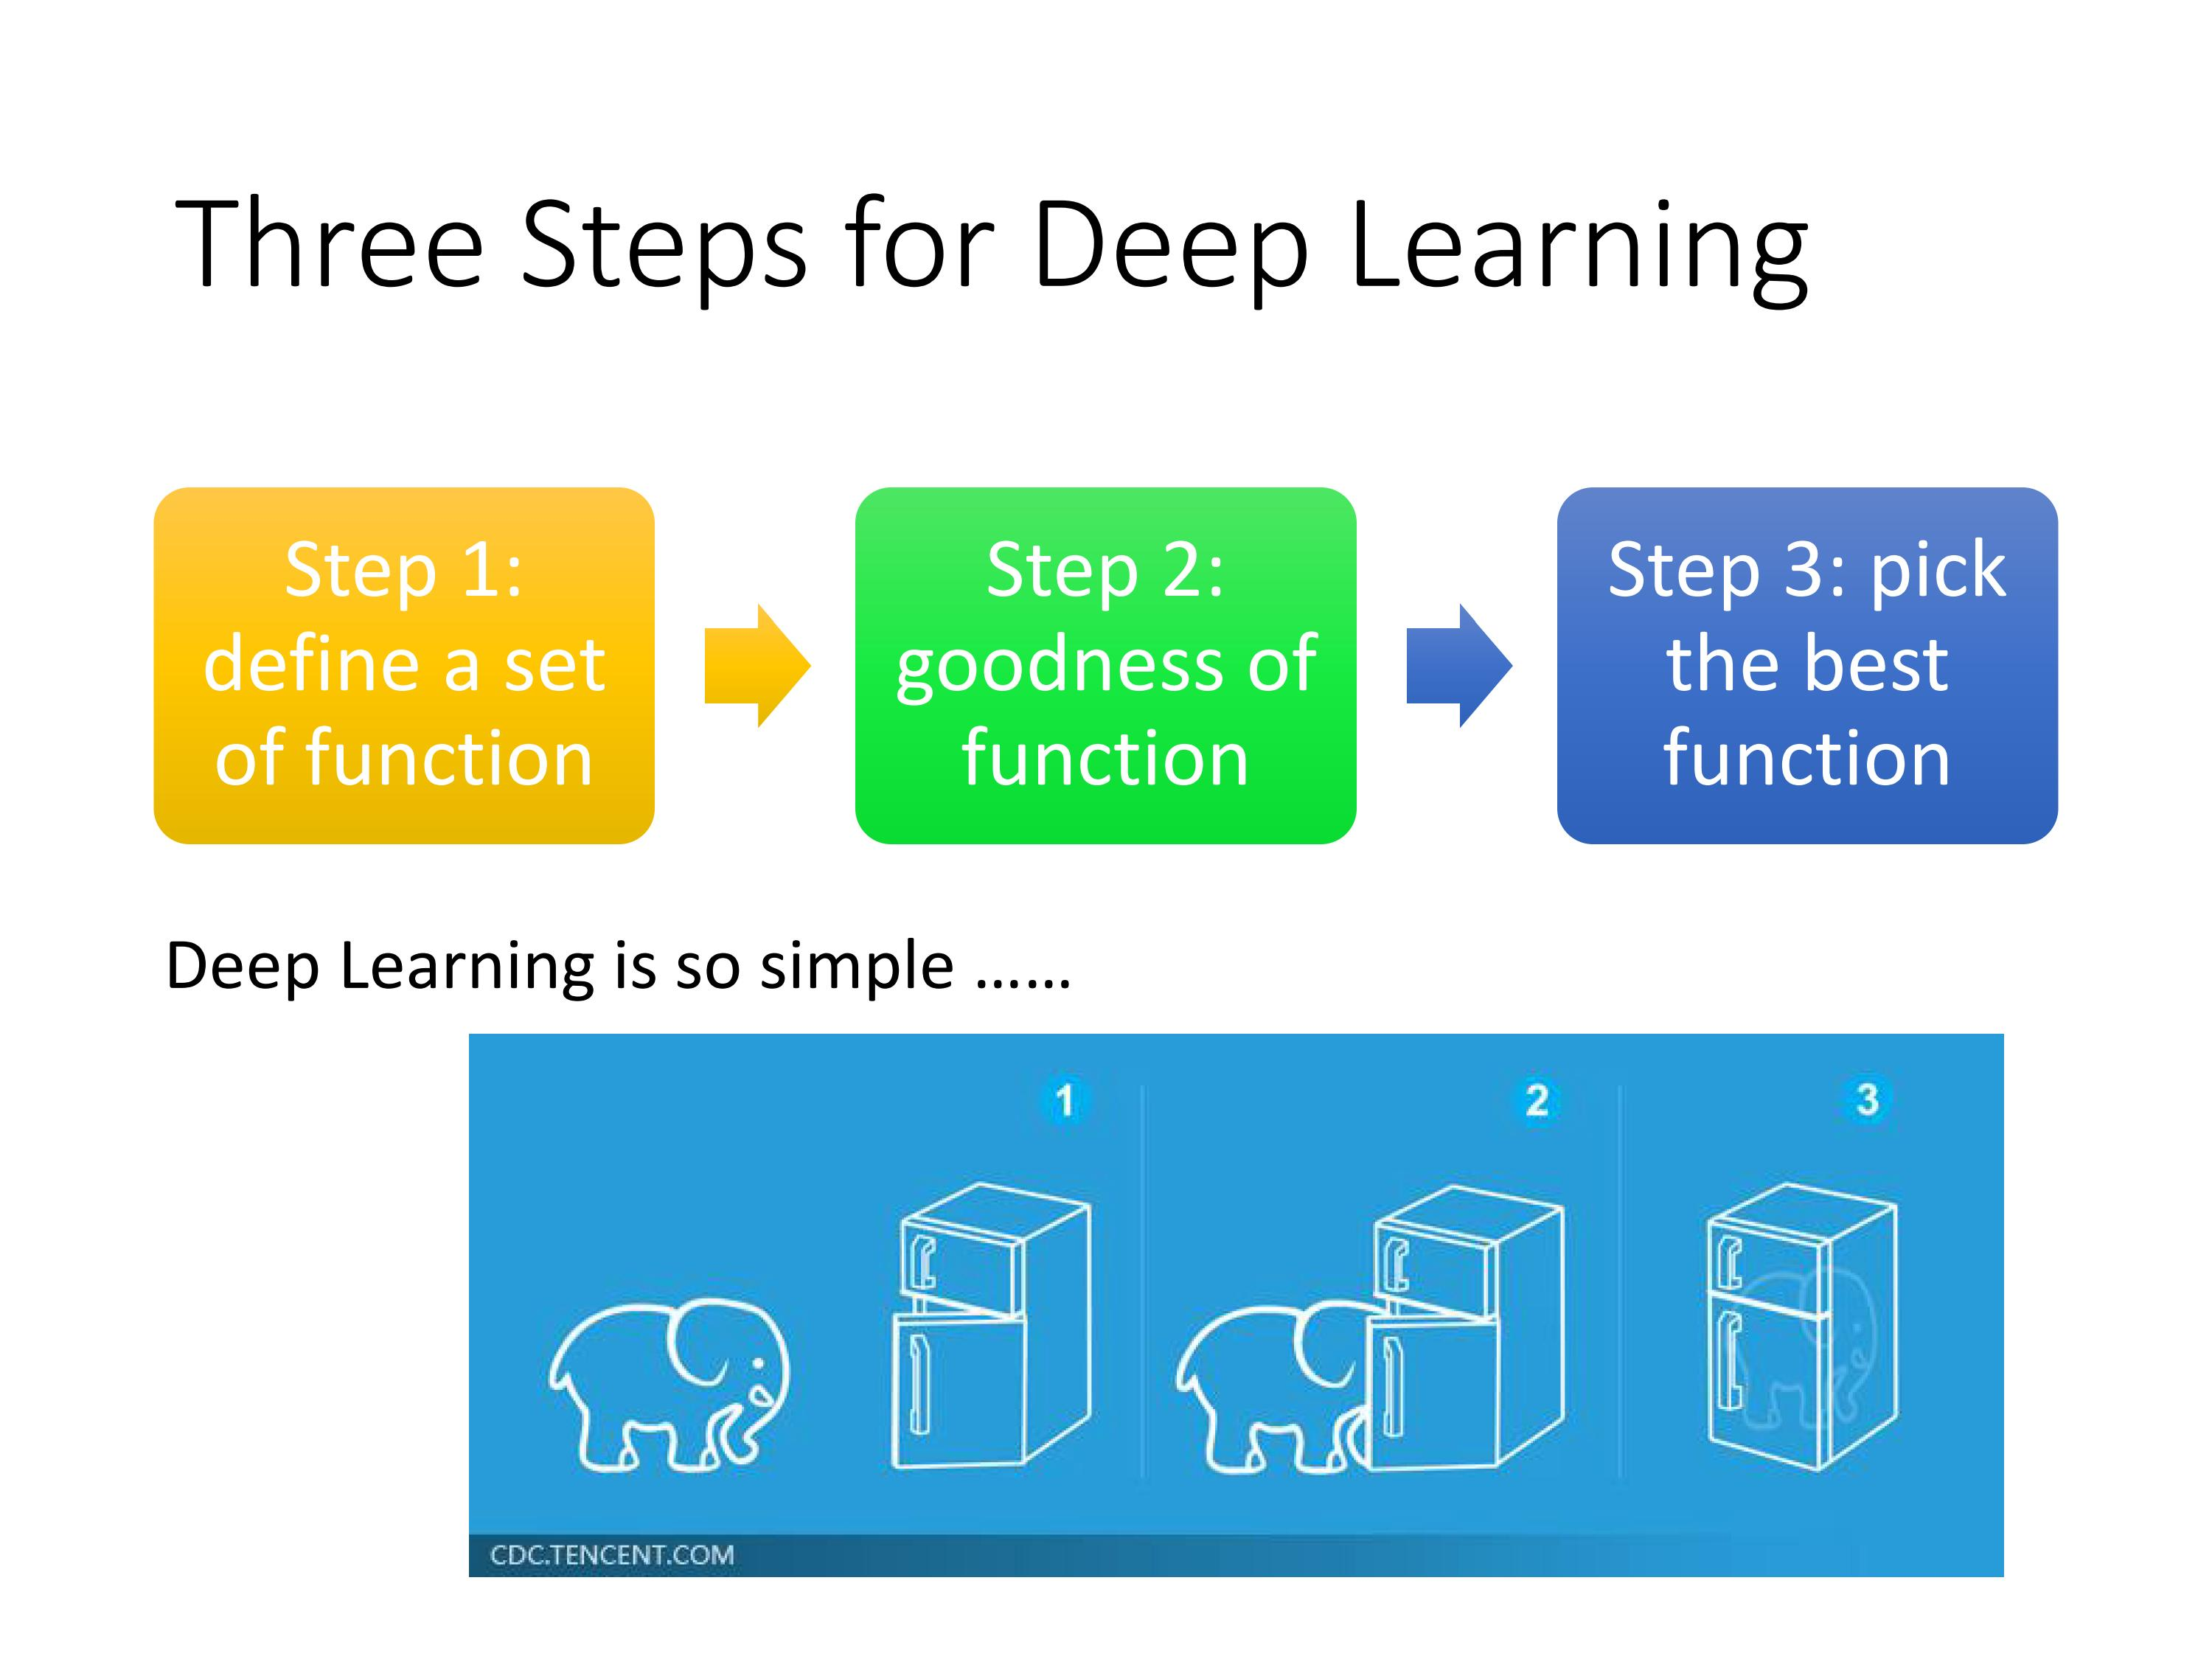 Three Steps for Deep Learning
Step 1:
define a set
of function
Step 2:
goodness of
function
Step 3: pick
the best
function
Deep Learning is so simple ......
1
2
3
CDC.TENCENT.COM